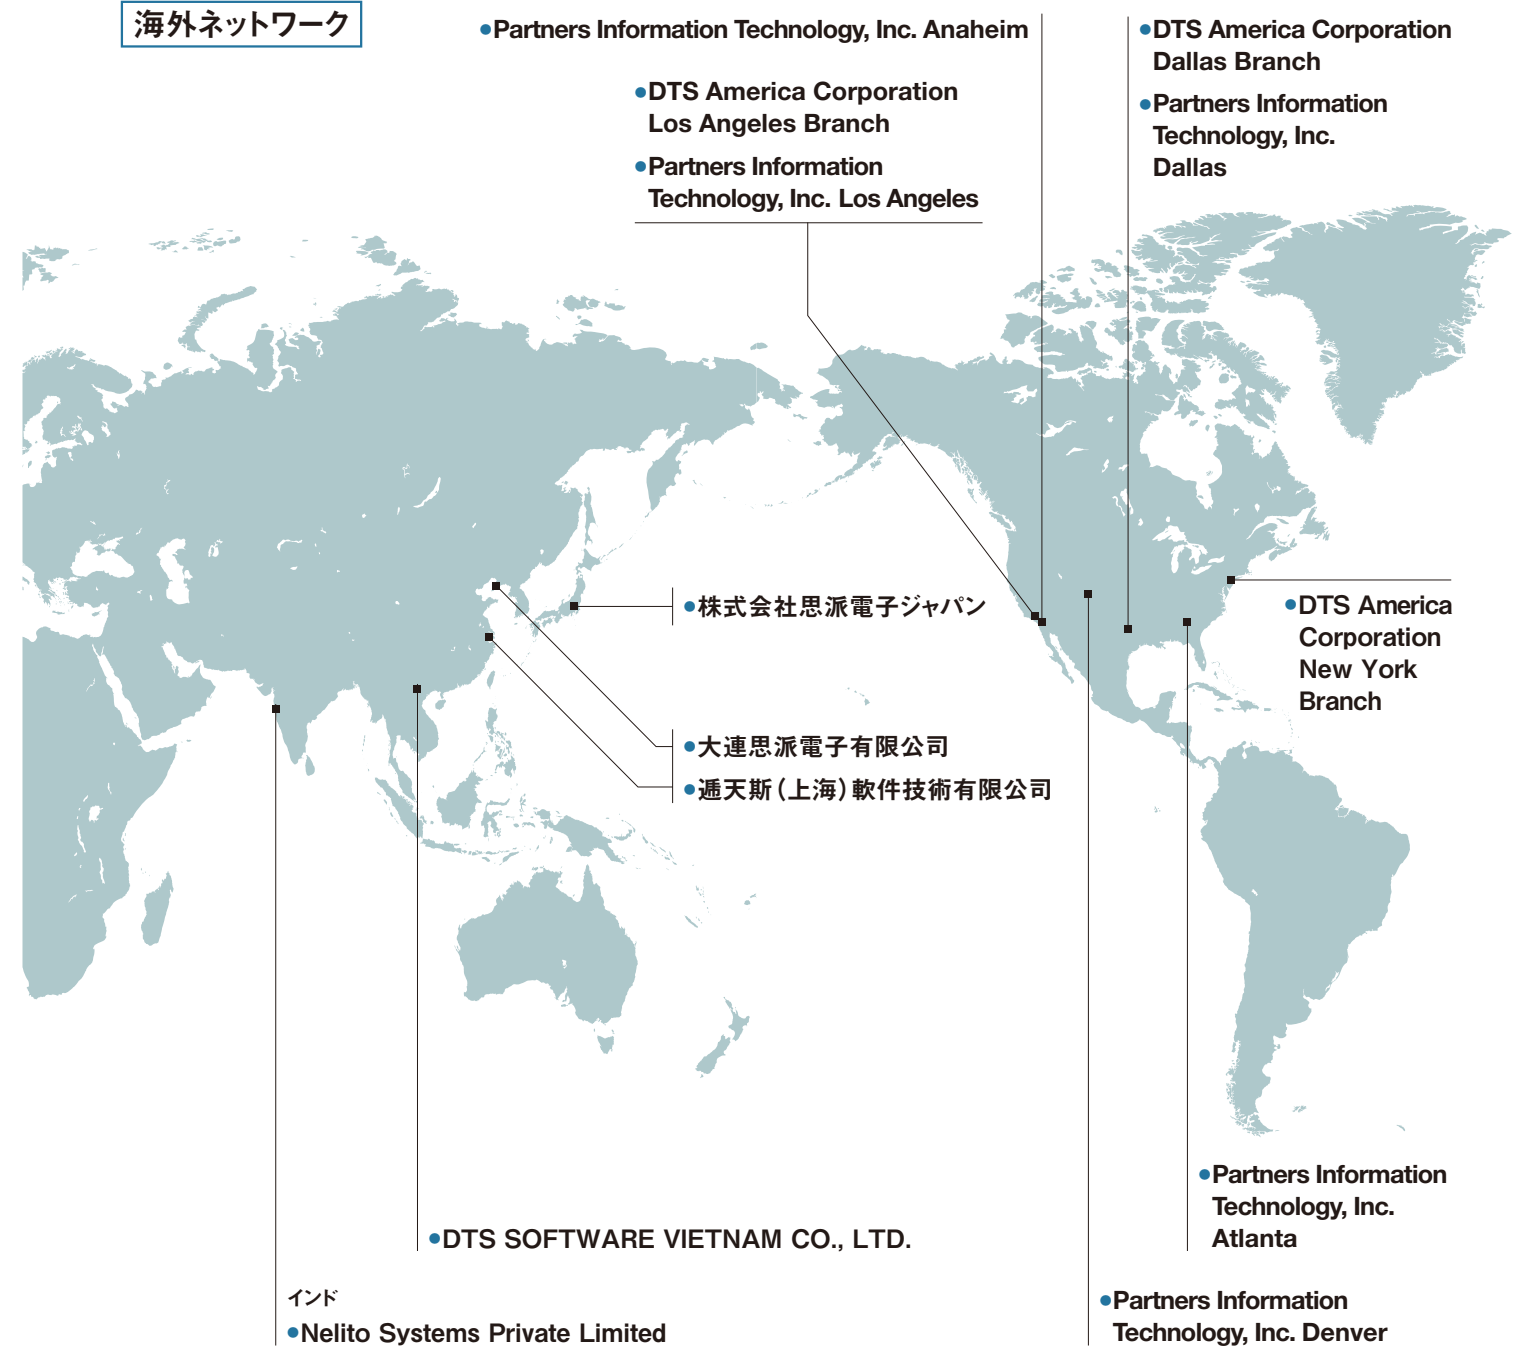 海外ネットワーク
●Partners Information Technology, Inc. Anaheim
●DTS America Corporation
Los Angeles Branch
●Partners Information
Technology, Inc. Los Angeles
●DTS America Corporation
Dallas Branch
●Partners Information
Technology, Inc.
Dallas
●株式会社思派電子ジャパン
●DTS America
Corporation
New York
Branch
●大連思派電子有限公司
●逓天斯（上海）軟件技術有限公司
●Partners Information
Technology, Inc.
Atlanta
●DTS SOFTWARE VIETNAM CO., LTD.
インド
●Nelito Systems Private Limited
●Partners Information
Technology, Inc. Denver